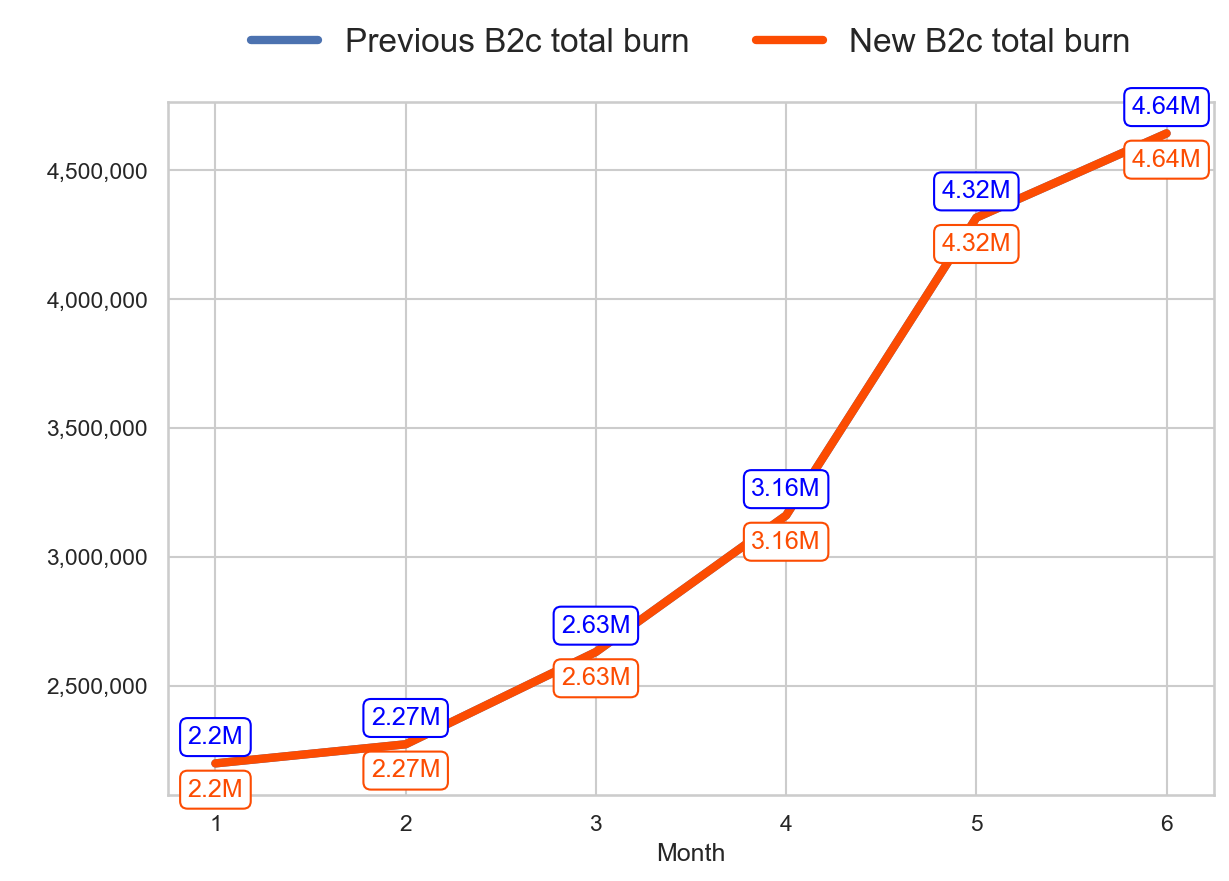 Previous B2c total burn New B2c total burn
4.64M
4,500,000
4.64M
4.32M
4.32M
4,000,000
3,500,000
3.16M
3.16M
3,000,000
2.63M
2.63M
2,500,000
2.27M
2.2M
2.27M
2.2M
1 2 3 4 5 6
Month